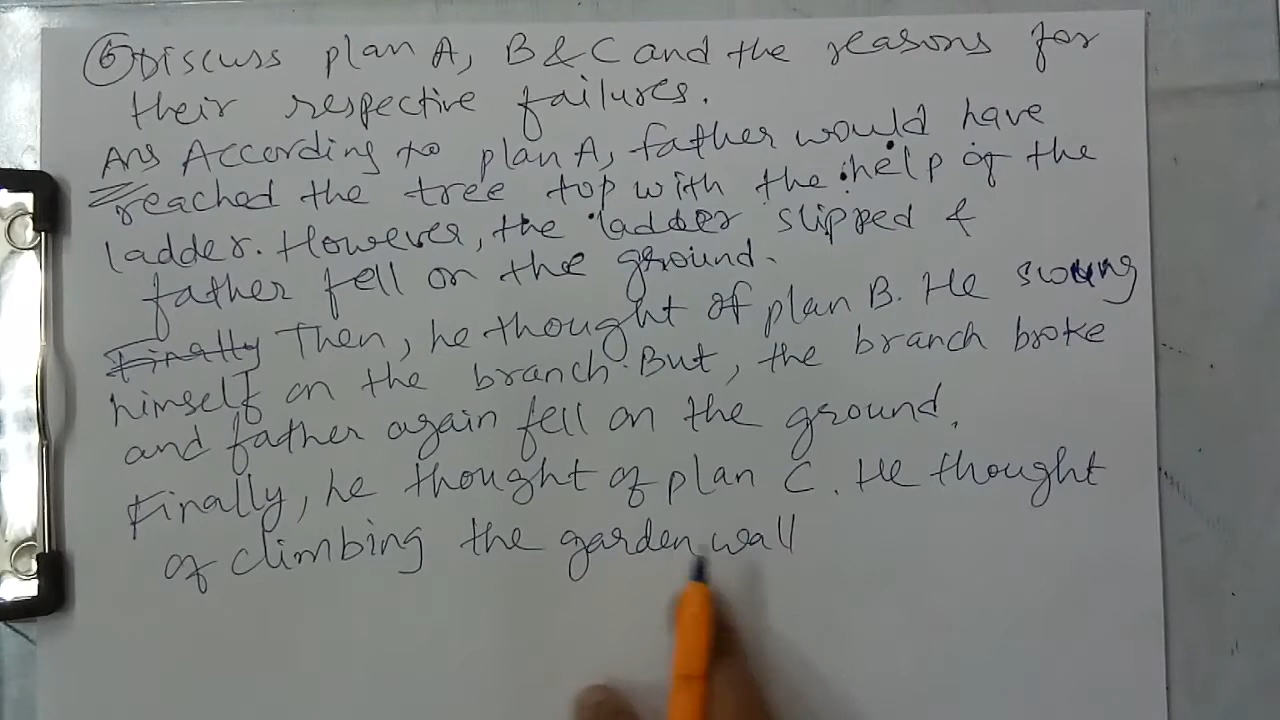 ⑥ Discuss plan A, B & C and the reasons for
their respective failures.
Ans According to plan A, father would have
reached the tree top with the help of the
ladder. However, the ladder slipped &
father fell on the ground.
Finally Then, he thought of plan B. He swung
himself on the branch. But, the branch broke
and father again fell on the ground.
Finally, he thought of plan C. He thought
of climbing the garden wall